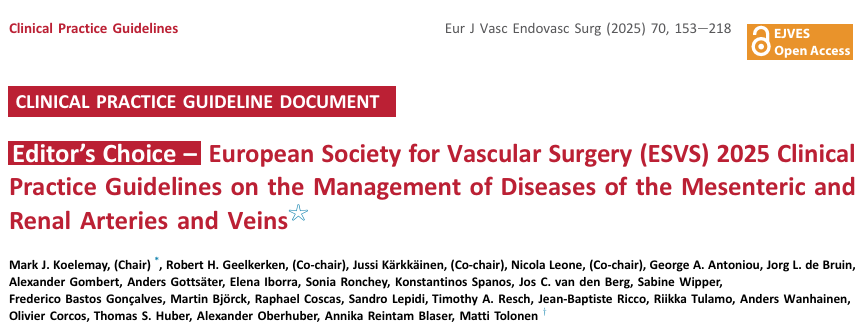 Clinical Practice Guidelines
Eur J Vasc Endovasc Surg (2025) 70, 153–218
EJVES
Open Access
CLINICAL PRACTICE GUIDELINE DOCUMENT
Editor's Choice – European Society for Vascular Surgery (ESVS) 2025 Clinical
Practice Guidelines on the Management of Diseases of the Mesenteric and
Renal Arteries and Veins☆
Mark J. Koelemay, (Chair) *, Robert H. Geelkerken, (Co-chair), Jussi Kärkkäinen, (Co-chair), Nicola Leone, (Co-chair), George A. Antoniou, Jorg L. de Bruin,
Alexander Gombert, Anders Gottsäter, Elena Iborra, Sonia Ronchey, Konstantinos Spanos, Jos C. van den Berg, Sabine Wipper,
Frederico Bastos Gonçalves, Martin Björck, Raphael Coscas, Sandro Lepidi, Timothy A. Resch, Jean-Baptiste Ricco, Riikka Tulamo, Anders Wanhainen,
Olivier Corcos, Thomas S. Huber, Alexander Oberhuber, Annika Reintam Blaser, Matti Tolonen †